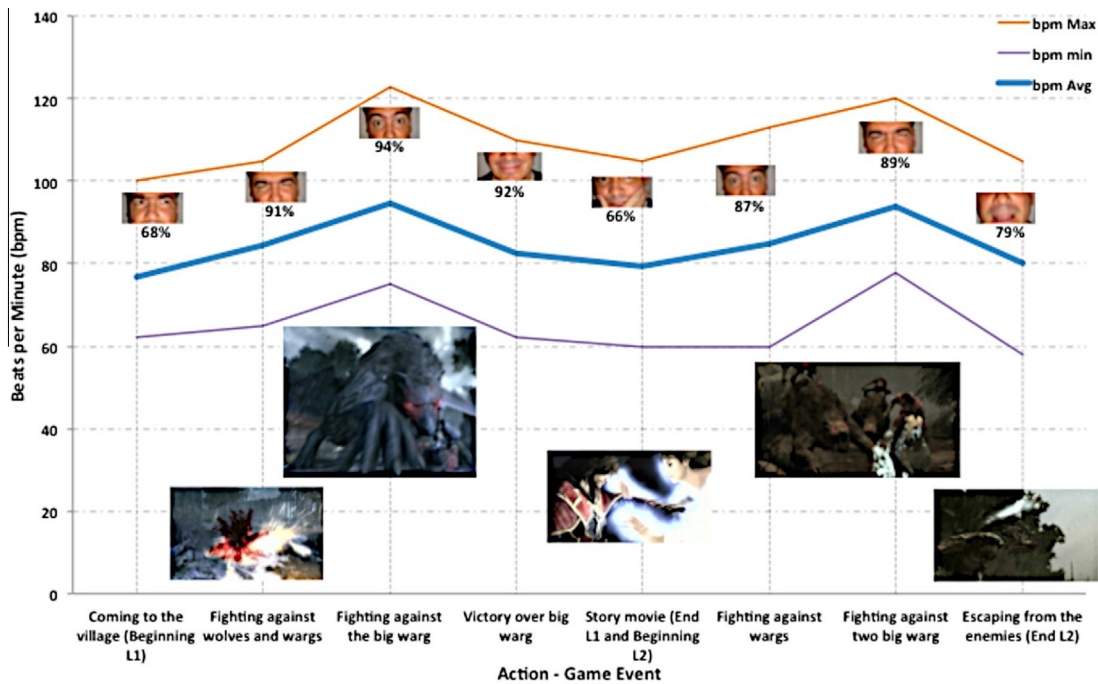 140
120
100
80
60
40
20
0
Beats per Minute (bpm)
bpm Max
bpm min
bpm Avg
68%
91%
94%
92%
66%
87%
89%
79%
Coming to the
village (Beginning
L1)
Fighting against
wolves and wargs
Fighting against
the big warg
Victory over big
warg
Story movie (End
L1 and Beginning
L2)
Fighting against
wargs
Fighting against
two big warg
Escaping from the
enemies (End L2)
Action - Game Event